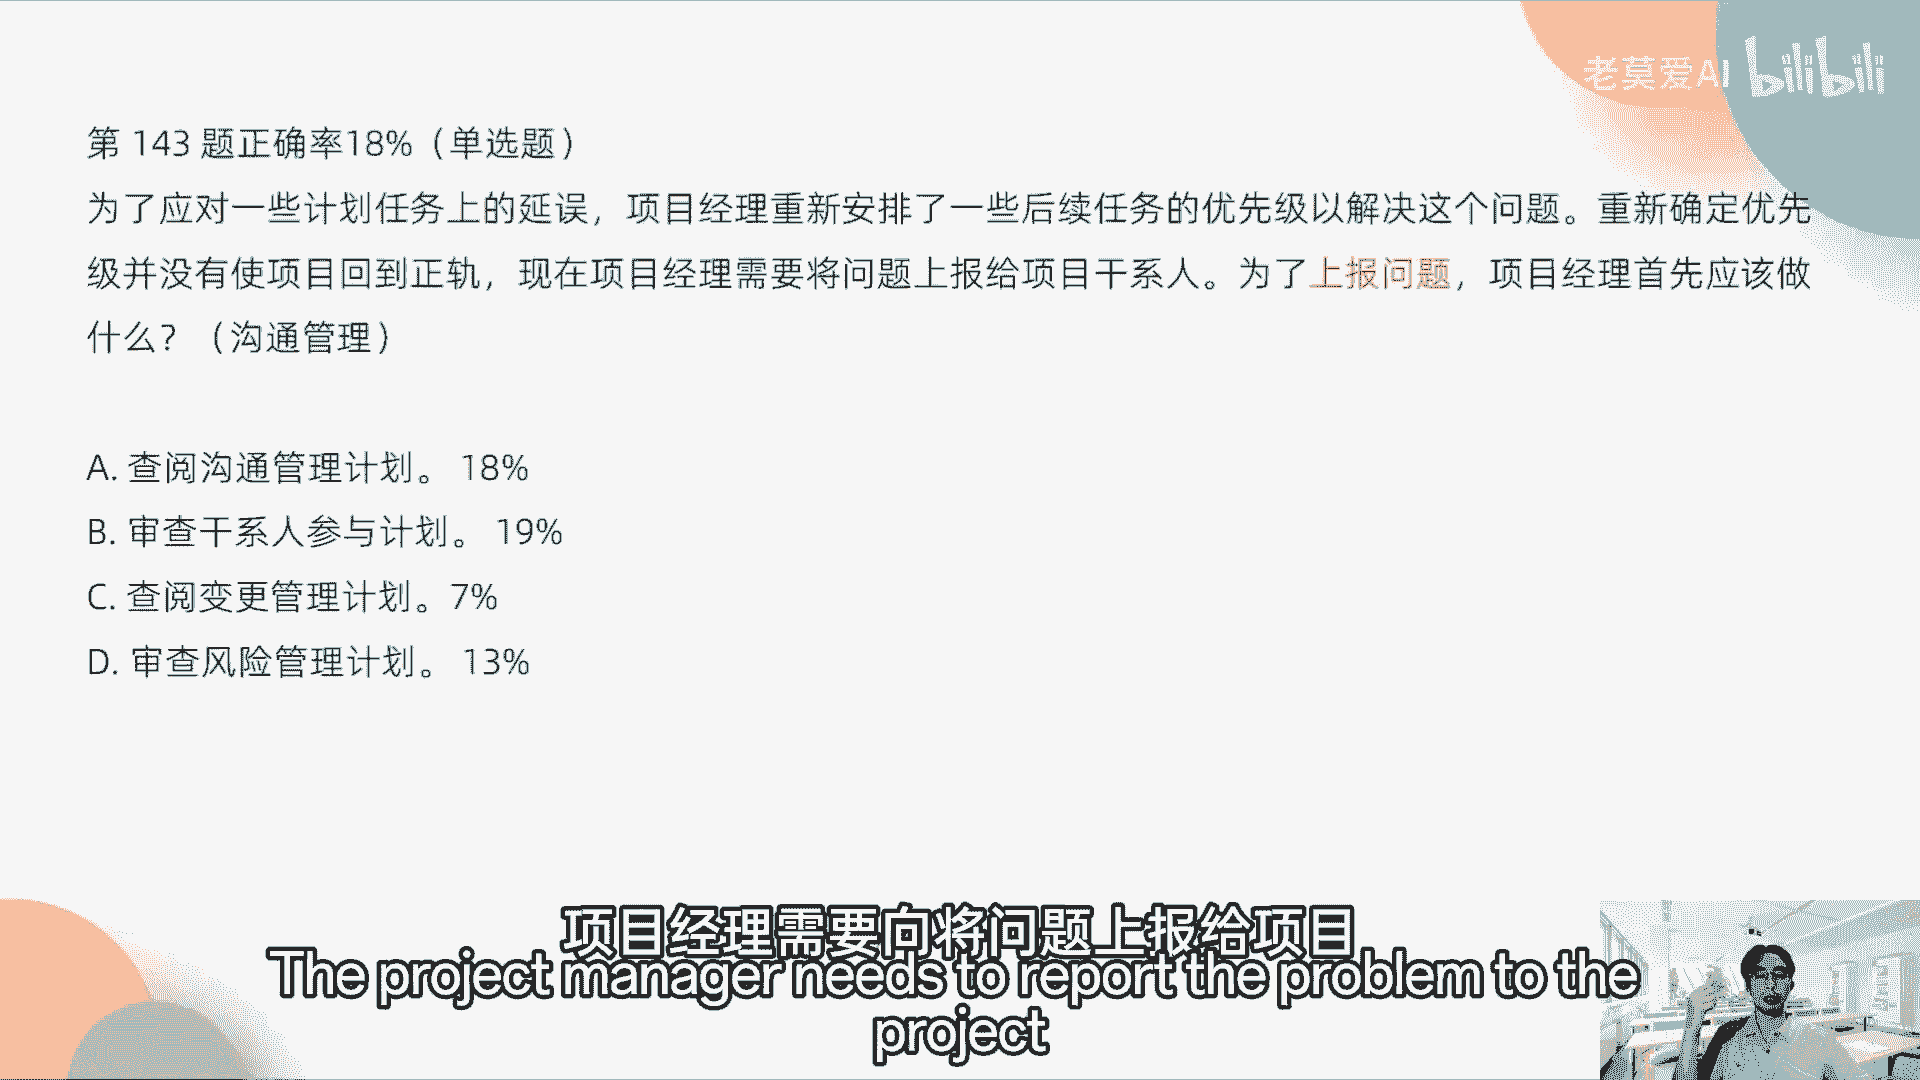 老莫爱AI bilibili
第 143 题正确率18%（单选题）
为了应对一些计划任务上的延误，项目经理重新安排了一些后续任务的优先级以解决这个问题。重新确定优先
级并没有使项目回到正轨，现在项目经理需要将问题上报给项目干系人。为了上报问题，项目经理首先应该做
什么？（沟通管理）
A. 查阅沟通管理计划。 18%
B. 审查干系人参与计划。 19%
C. 查阅变更管理计划。7%
D. 审查风险管理计划。 13%
项目经理需要向将问题上报给项目
The project manager needs to report the problem to the
project